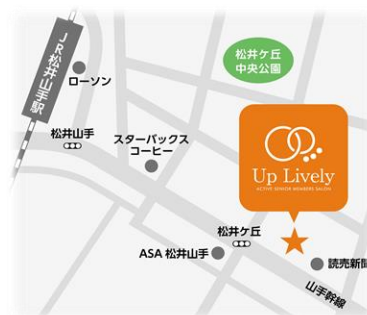 JR松井山手駅
ローソン
松井ケ丘
中央公園
松井山手
スターバックス
コーヒー
Up Lively
ACTIVE SENIOR MEMBERS SALON
松井ケ丘
ASA 松井山手
読売新聞
山手幹線